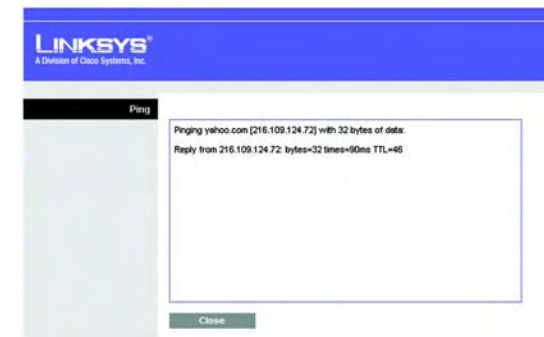 LINKSYS®
A Division of Cisco Systems, Inc.
Ping
Pinging yahoo.com [216.109.124.72] with 32 bytes of data:
Reply from 216.109.124.72: bytes=32 times=90ms TTL=46
Close